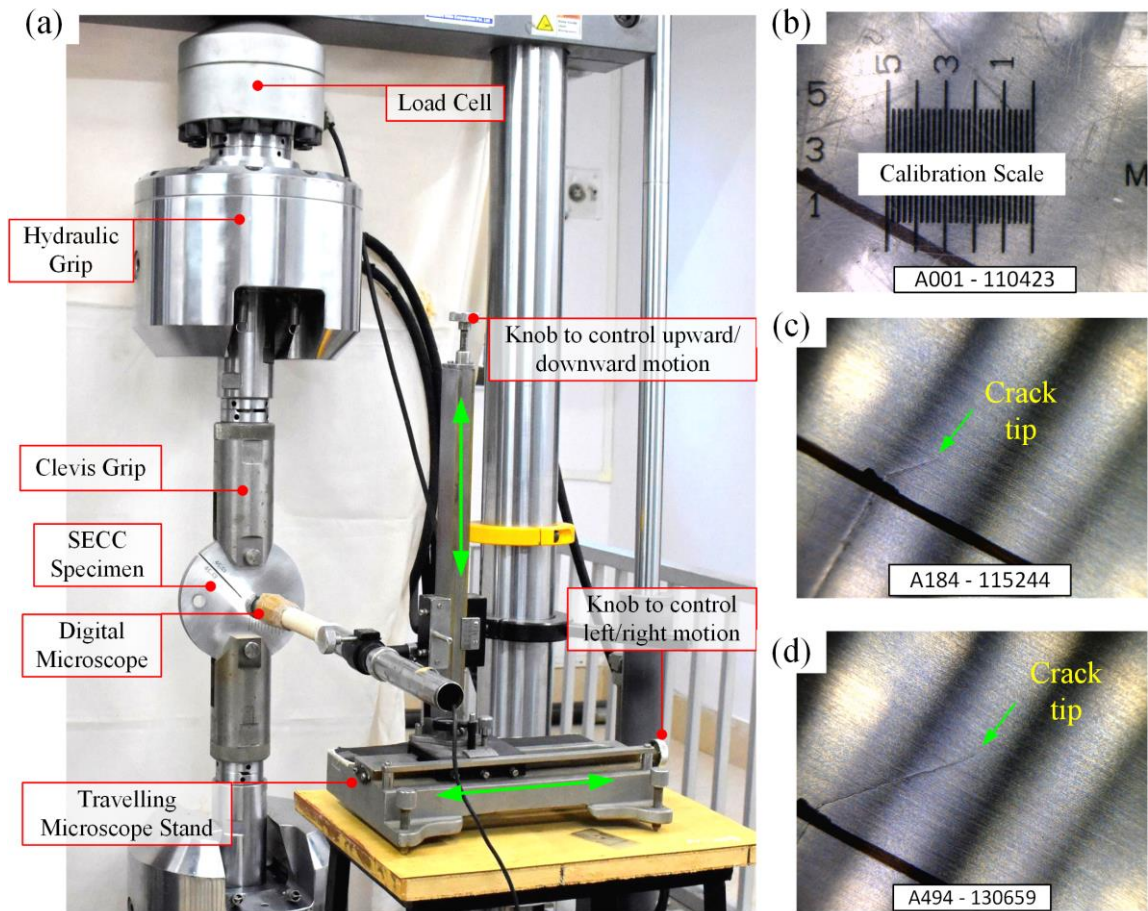 (a)
Load Cell
Hydraulic
Grip
Knob to control upward/
downward motion
Clevis Grip
SECC
Specimen
Digital
Microscope
Knob to control
left/right motion
Travelling
Microscope Stand
(b)
5 3 1
5
3
1
M
Calibration Scale
A001 - 110423
(c)
Crack
tip
A184 - 115244
(d)
Crack
tip
A494 - 130659